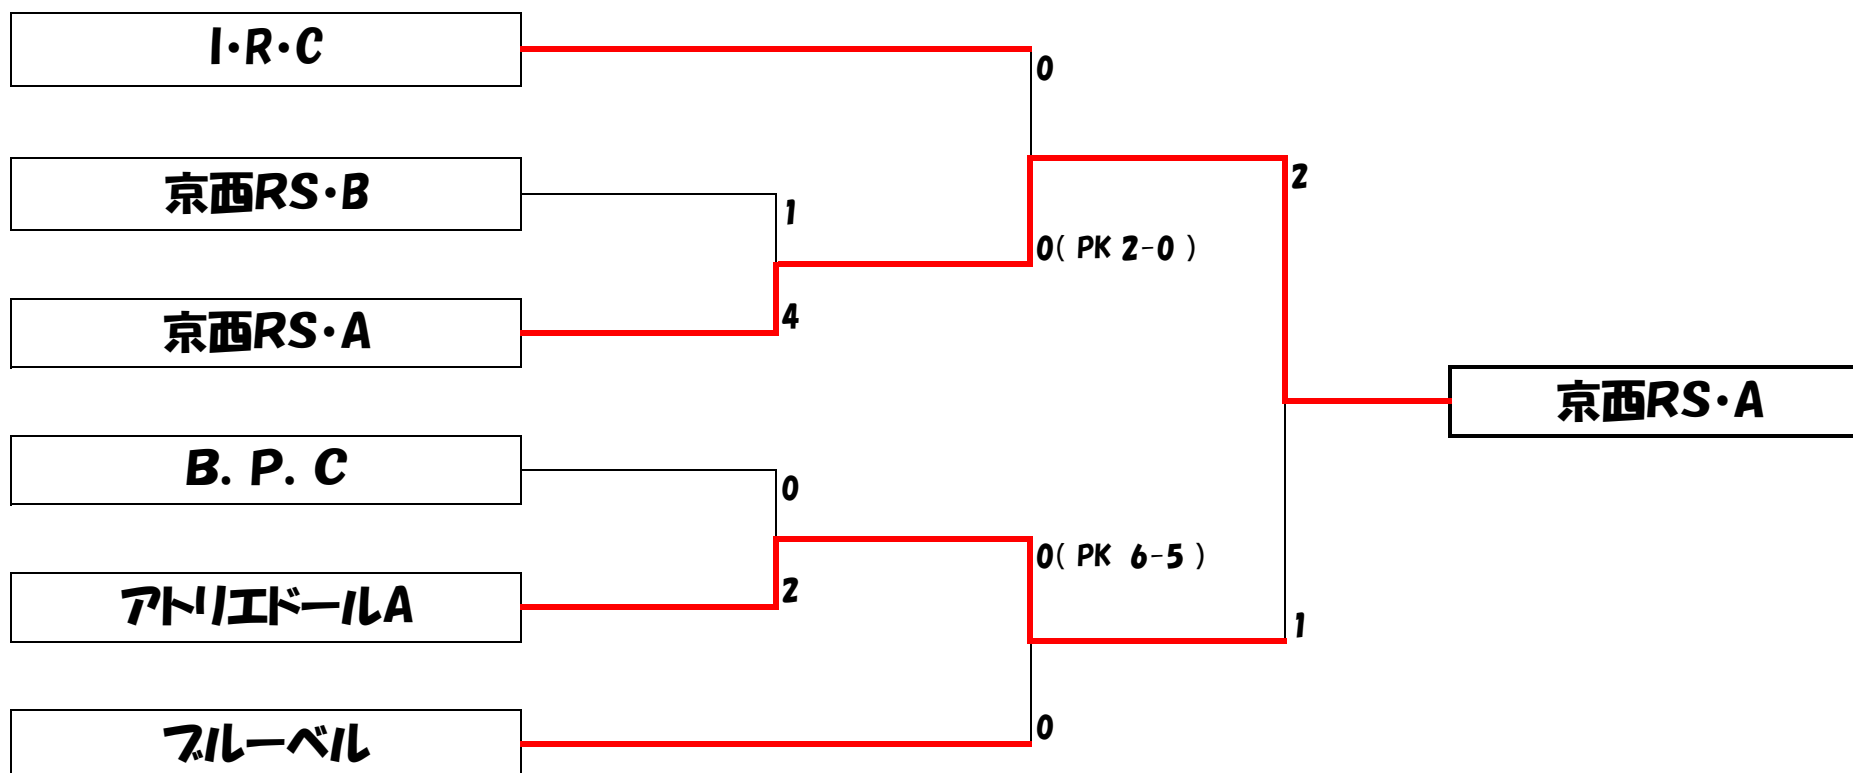 I・R・C
0
京西RS・B
1
2
0( PK 2-0 )
京西RS・A
4
京西RS・A
B. P. C
0
0( PK 6-5 )
アトリエドールA
2
1
ブルーベル
0